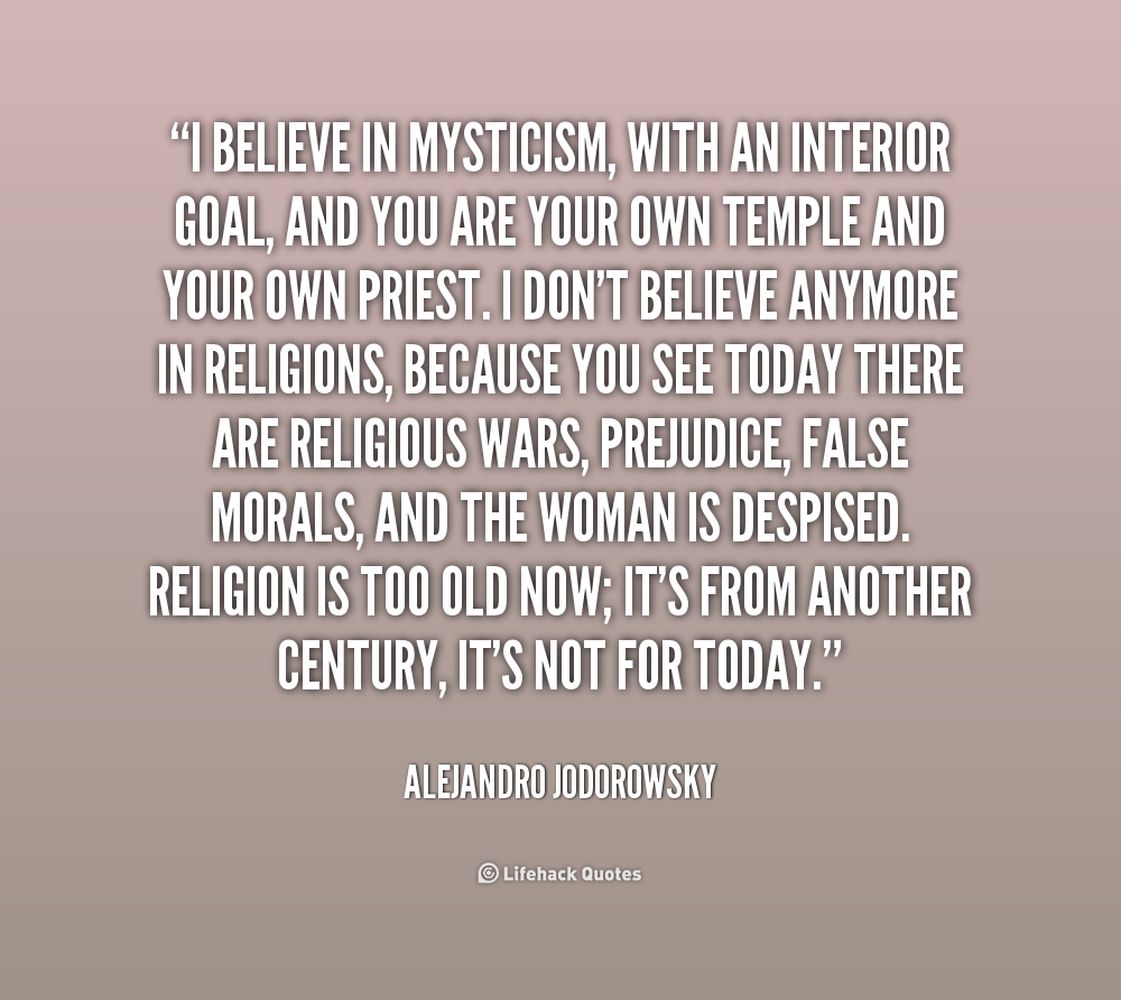 “I BELIEVE IN MYSTICISM, WITH AN INTERIOR
GOAL, AND YOU ARE YOUR OWN TEMPLE AND
YOUR OWN PRIEST. I DON’T BELIEVE ANYMORE
IN RELIGIONS, BECAUSE YOU SEE TODAY THERE
ARE RELIGIOUS WARS, PREJUDICE, FALSE
MORALS, AND THE WOMAN IS DESPISED.
RELIGION IS TOO OLD NOW; IT’S FROM ANOTHER
CENTURY, IT’S NOT FOR TODAY.”
ALEJANDRO JODOROWSKY
Lifehack Quotes